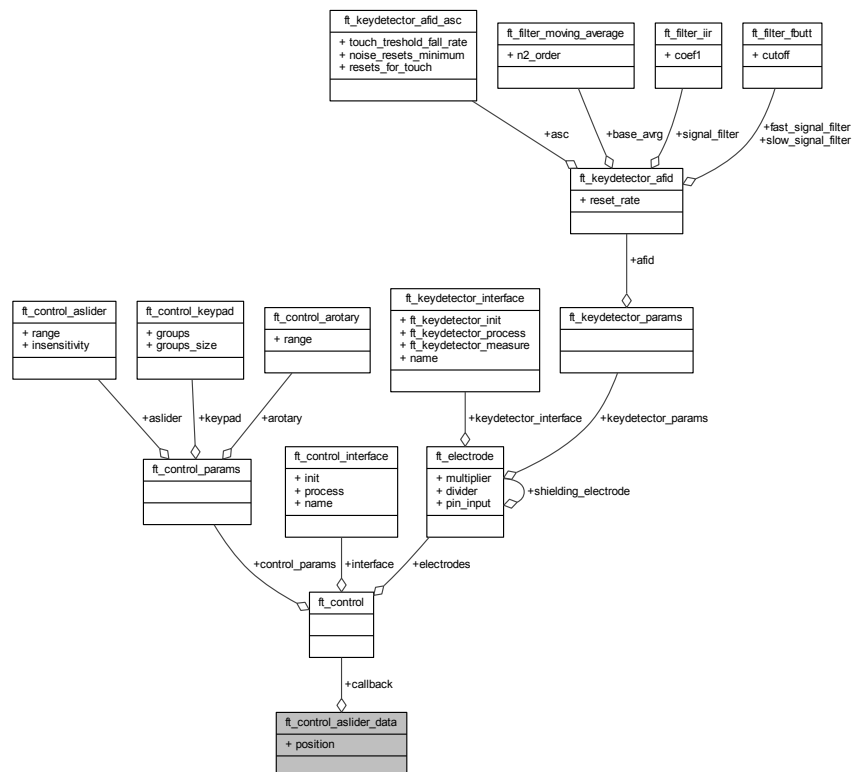 ft_keydetector_afid_asc
+ touch_treshold_fall_rate
+ noise_resets_minimum
+ resets_for_touch
ft_filter_moving_average
+ n2_order
ft_filter_iir
+ coef1
ft_filter_fbutt
+ cutoff
+asc
+base_avrg
+signal_filter
+fast_signal_filter
+slow_signal_filter
ft_keydetector_afid
+ reset_rate
+afid
ft_control_aslider
+ range
+ insensitivity
ft_control_keypad
+ groups
+ groups_size
ft_control_arotary
+ range
ft_keydetector_interface
+ ft_keydetector_init
+ ft_keydetector_process
+ ft_keydetector_measure
+ name
ft_keydetector_params
+aslider
+keypad
+arotary
+keydetector_interface
+keydetector_params
ft_control_params
ft_control_interface
+ init
+ process
+ name
ft_electrode
+ multiplier
+ divider
+ pin_input
+shielding_electrode
+control_params
+interface
+electrodes
ft_control
+callback
ft_control_aslider_data
+ position